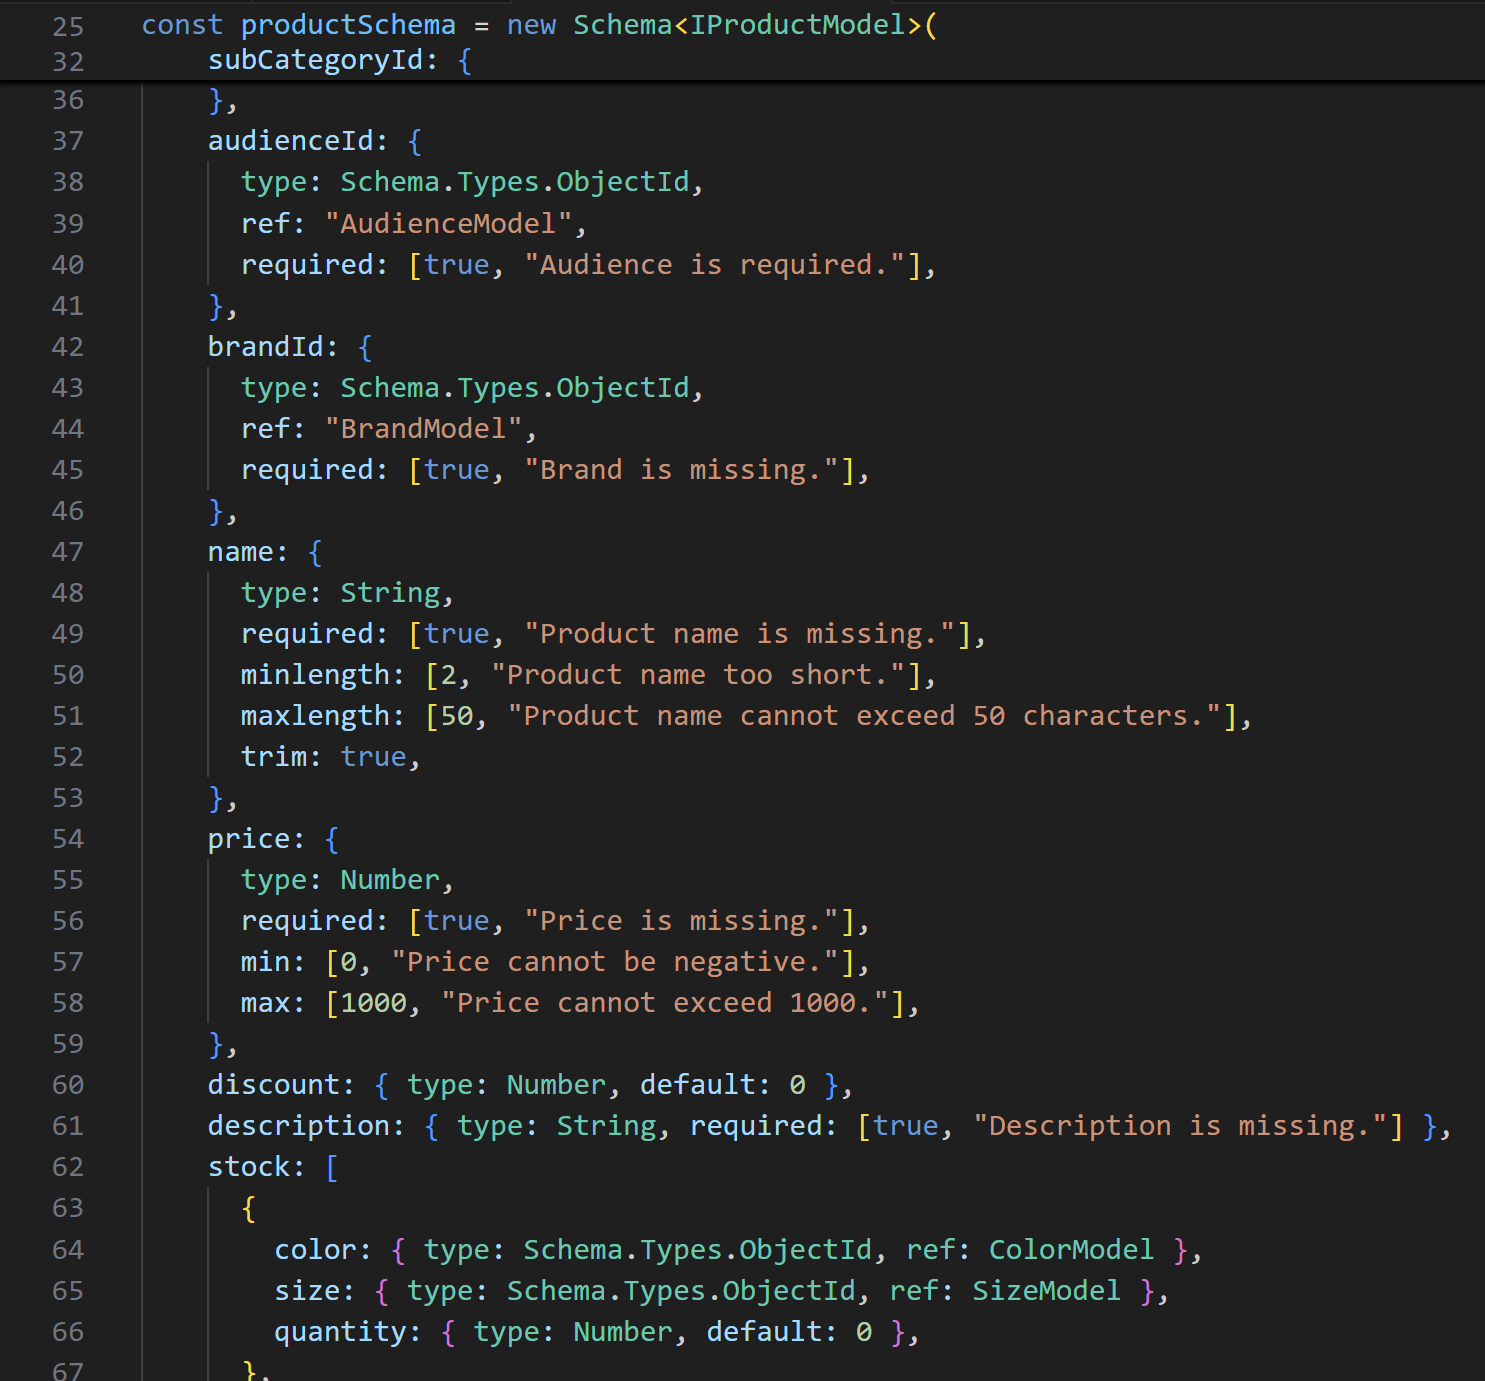 25 const productSchema = new Schema<IProductModel>(
32 subCategoryId: {
36 },
37 audienceId: {
38 type: Schema.Types.ObjectId,
39 ref: "AudienceModel",
40 required: [true, "Audience is required."],
41 },
42 brandId: {
43 type: Schema.Types.ObjectId,
44 ref: "BrandModel",
45 required: [true, "Brand is missing."],
46 },
47 name: {
48 type: String,
49 required: [true, "Product name is missing."],
50 minlength: [2, "Product name too short."],
51 maxlength: [50, "Product name cannot exceed 50 characters."],
52 trim: true,
53 },
54 price: {
55 type: Number,
56 required: [true, "Price is missing."],
57 min: [0, "Price cannot be negative."],
58 max: [1000, "Price cannot exceed 1000."],
59 },
60 discount: { type: Number, default: 0 },
61 description: { type: String, required: [true, "Description is missing."] },
62 stock: [
63 {
64 color: { type: Schema.Types.ObjectId, ref: ColorModel },
65 size: { type: Schema.Types.ObjectId, ref: SizeModel },
66 quantity: { type: Number, default: 0 },
67 },